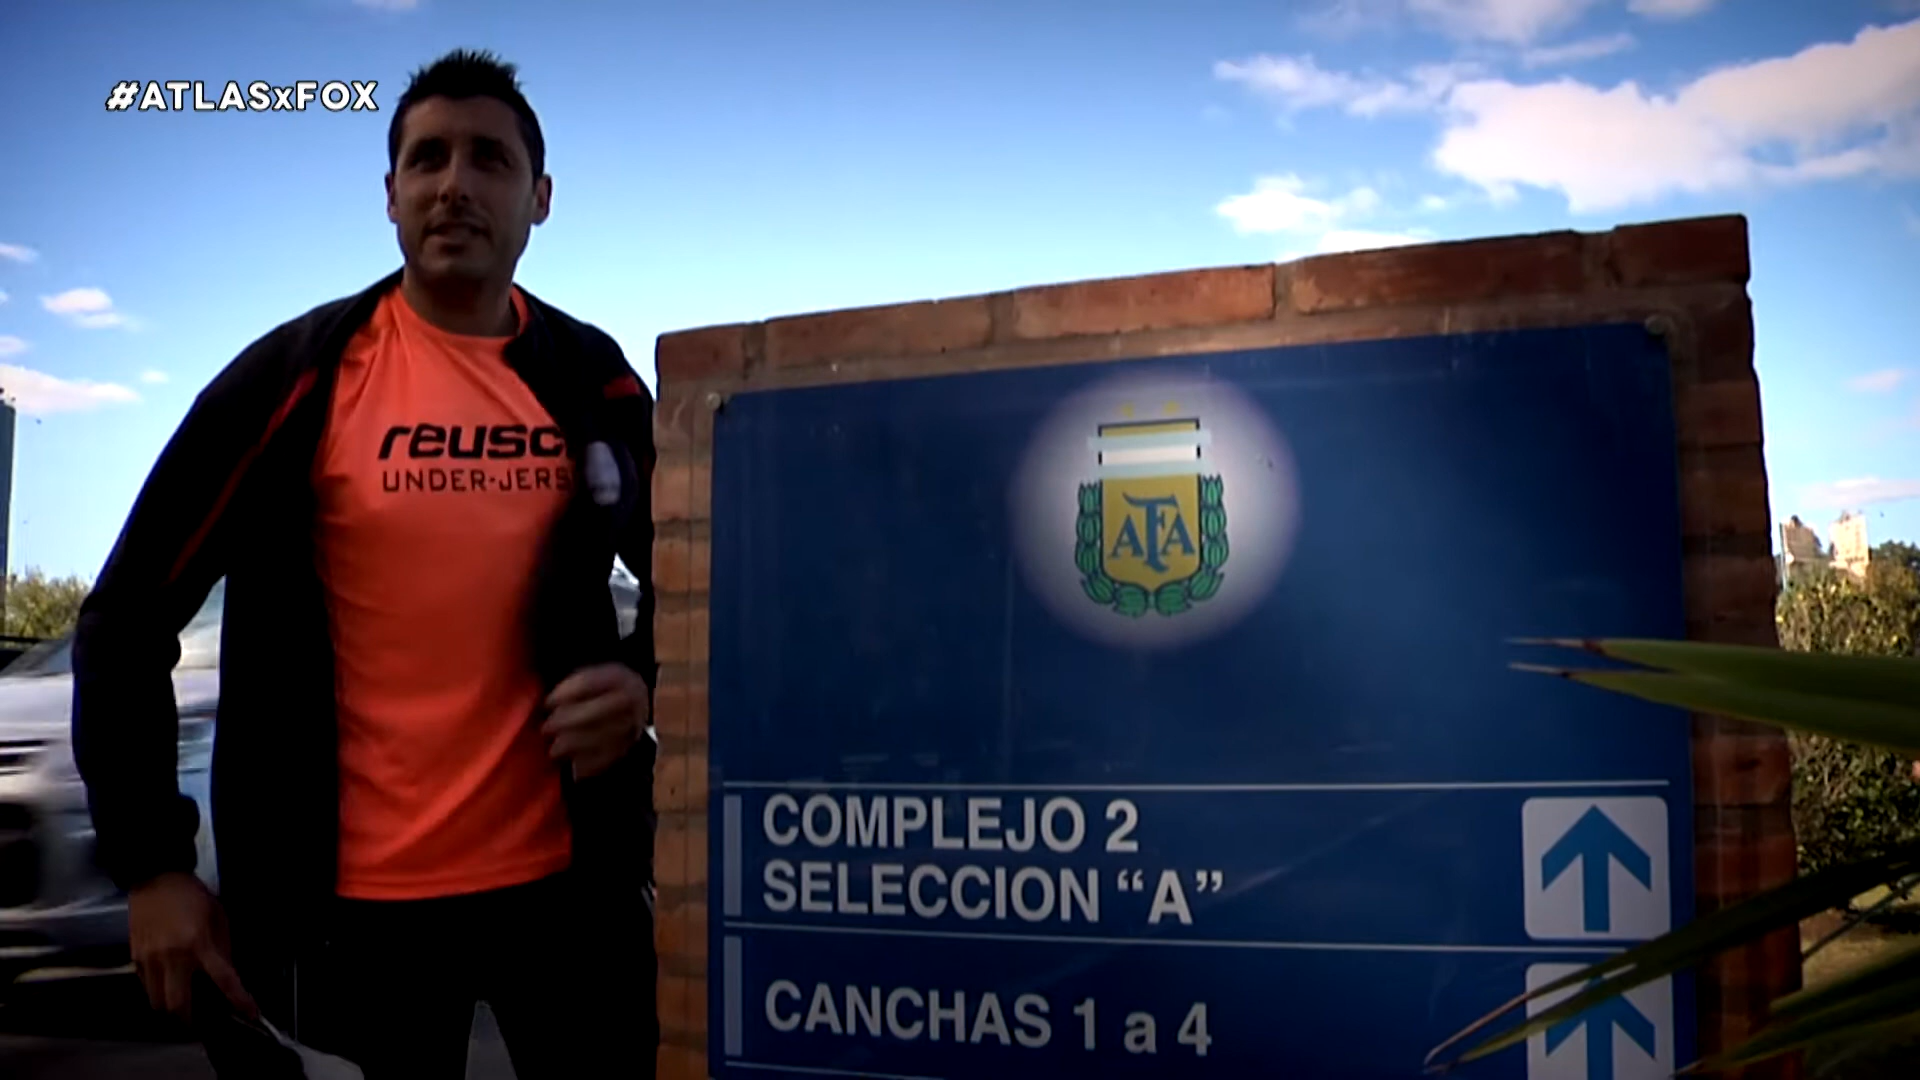 #ATLASxFOX
reusc
UNDER-JERS
AFA
COMPLEJO 2
SELECCION “A”
CANCHAS 1 a 4